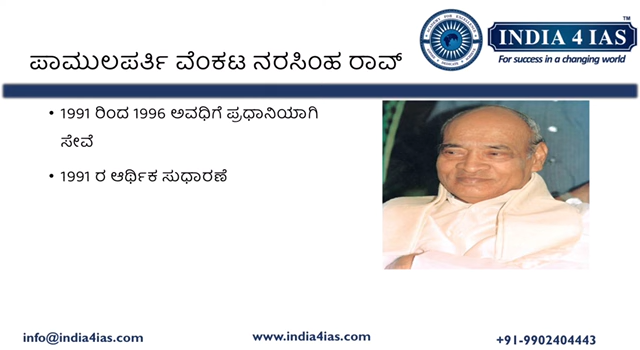 ಪಾಮುಲಪರ್ತಿ ವೆಂಕಟ ನರಸಿಂಹ ರಾವ್
INDIA 4 IAS
TM
For success in a changing world
• 1991 ರಿಂದ 1996 ಅವಧಿಗೆ ಪ್ರಧಾನಿಯಾಗಿ
ಸೇವೆ
• 1991 ರ ಆರ್ಥಿಕ ಸುಧಾರಣೆ
info@india4ias.com
www.india4ias.com
+91-9902404443